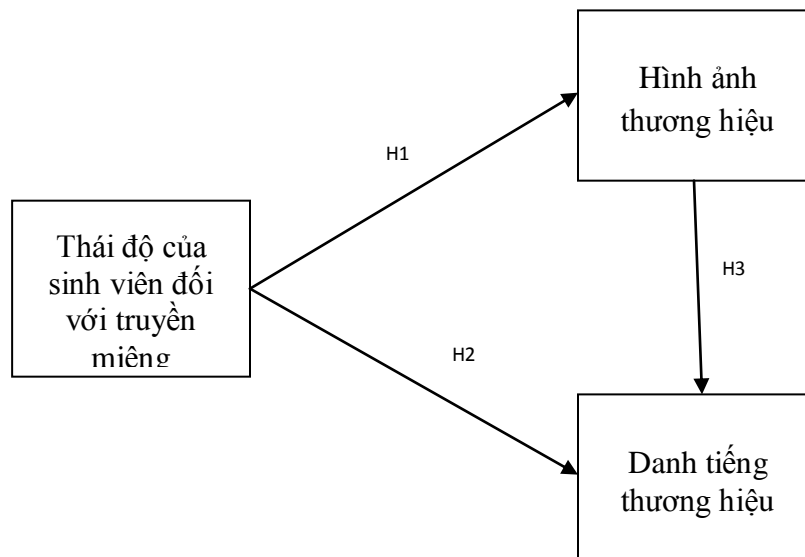 Hình ảnh
thương hiệu
H1
Thái độ của
sinh viên đối
với truyền
miệng
H3
H2
Danh tiếng
thương hiệu